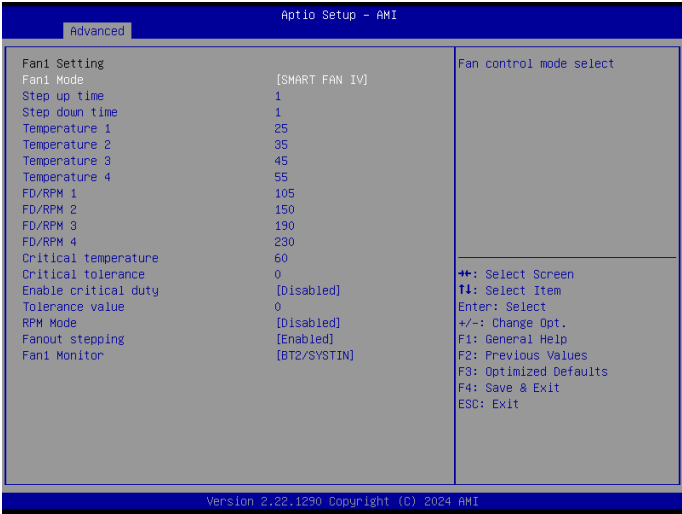 Aptio Setup – AMI
Advanced
Fan1 Setting
Fan1 Mode [SMART FAN IV]
Step up time 1
Step down time 1
Temperature 1 25
Temperature 2 35
Temperature 3 45
Temperature 4 55
FD/RPM 1 105
FD/RPM 2 150
FD/RPM 3 190
FD/RPM 4 230
Critical temperature 60
Critical tolerance 0
Enable critical duty [Disabled]
Tolerance value 0
RPM Mode [Disabled]
Fanout stepping [Enabled]
Fan1 Monitor [BT2/SYSTIN]
Fan control mode select
→←: Select Screen
↑↓: Select Item
Enter: Select
+/-: Change Opt.
F1: General Help
F2: Previous Values
F3: Optimized Defaults
F4: Save & Exit
ESC: Exit
Version 2.22.1290 Copyright (C) 2024 AMI